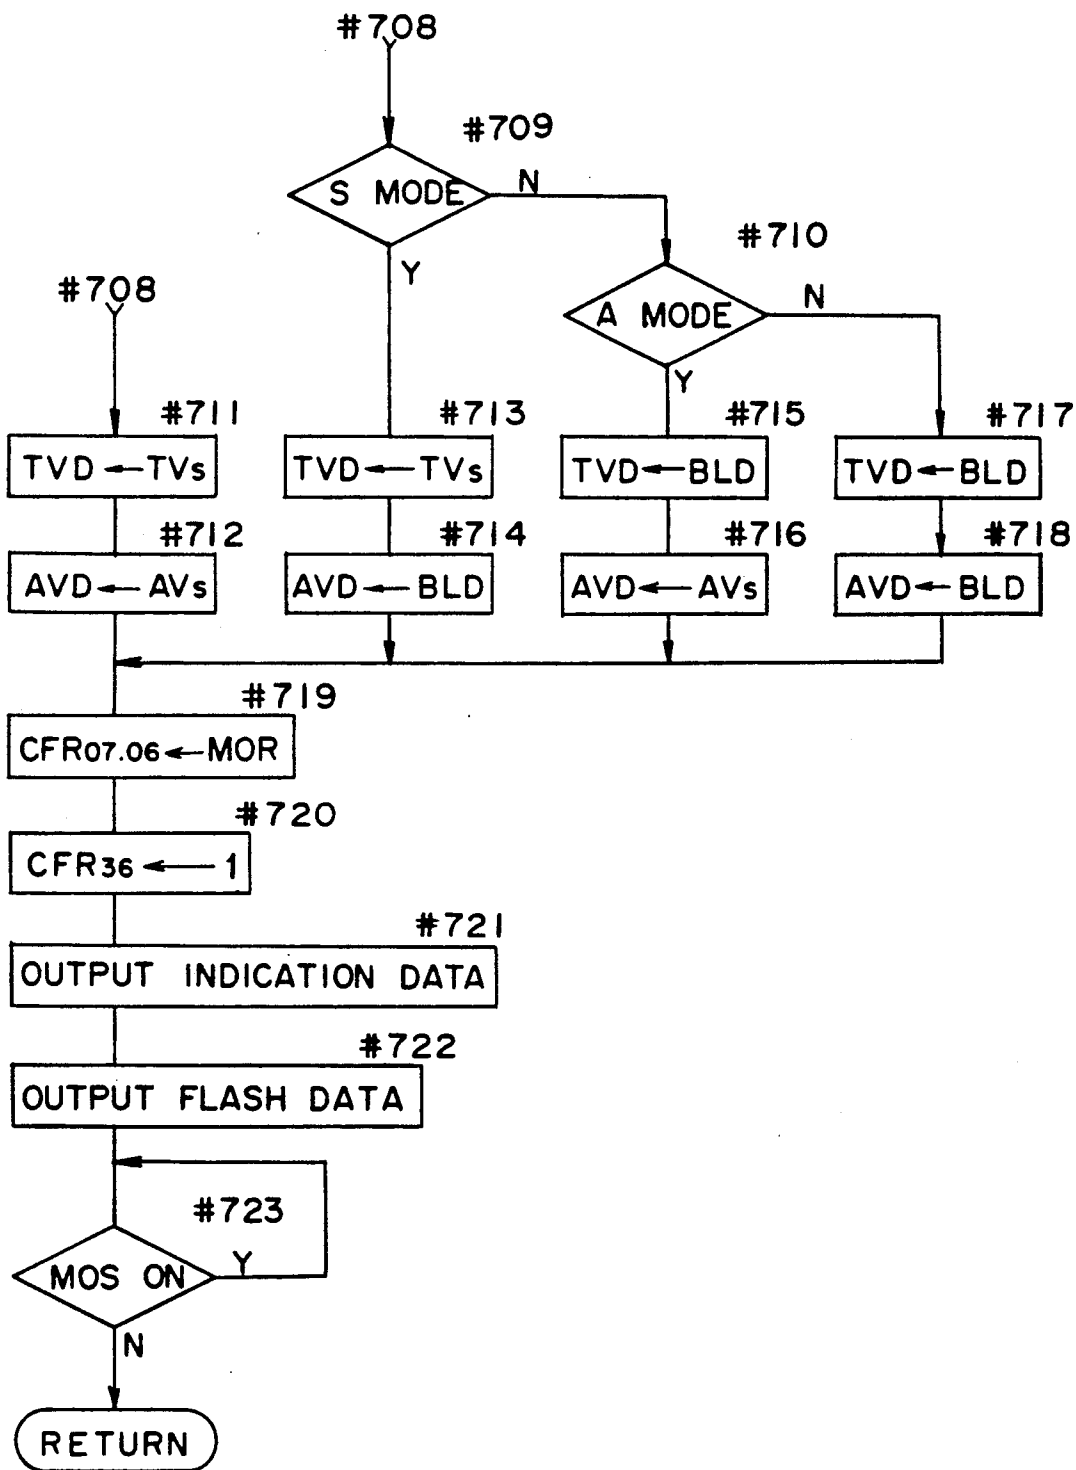 #708
#709
S MODE
N
Y
#710
A MODE
N
Y
#708
#711
TVD ← TVs
#712
AVD ← AVs
#713
TVD ← TVs
#714
AVD ← BLD
#715
TVD ← BLD
#716
AVD ← AVs
#717
TVD ← BLD
#718
AVD ← BLD
#719
CFR07.06 ← MOR
#720
CFR36 ← 1
#721
OUTPUT INDICATION DATA
#722
OUTPUT FLASH DATA
#723
MOS ON
Y
N
RETURN